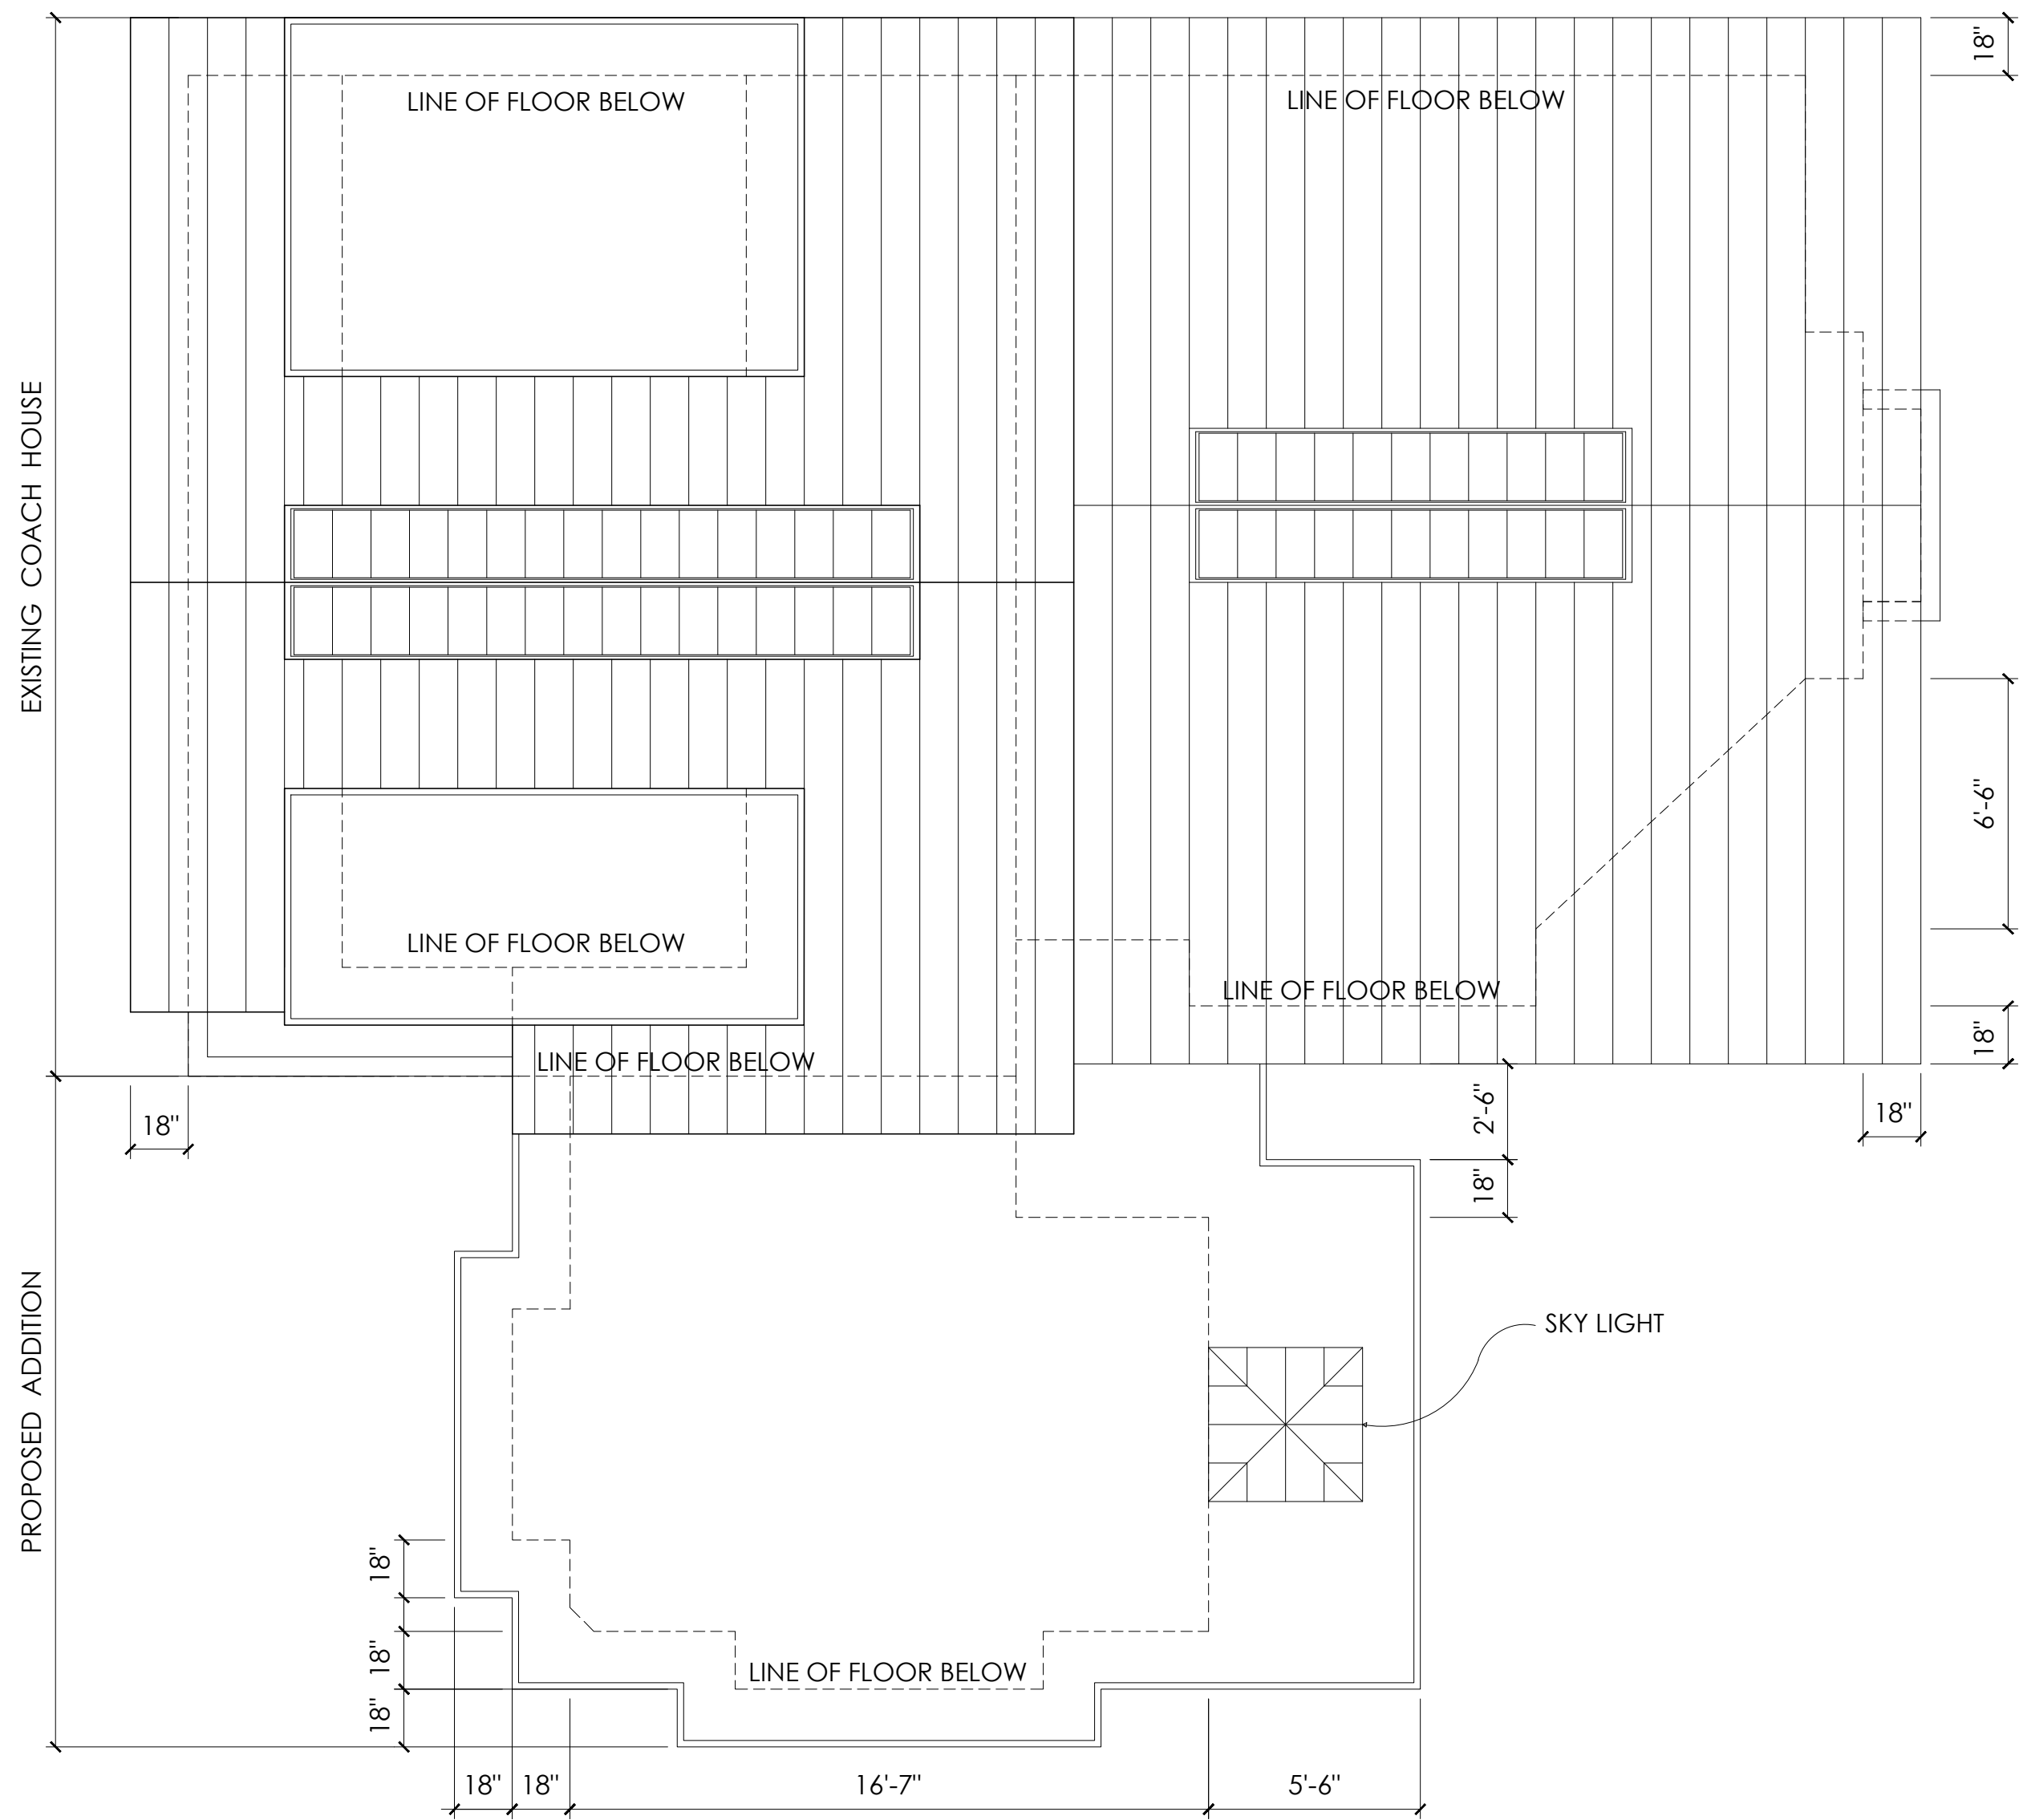 18"
LINE OF FLOOR BELOW
LINE OF FLOOR BELOW
EXISTING COACH HOUSE
6'-6"
LINE OF FLOOR BELOW
LINE OF FLOOR BELOW
18"
LINE OF FLOOR BELOW
18"
2'-6"
18"
18"
PROPOSED ADDITION
SKY LIGHT
18"
18"
LINE OF FLOOR BELOW
18"
18"
18"
16'-7"
5'-6"